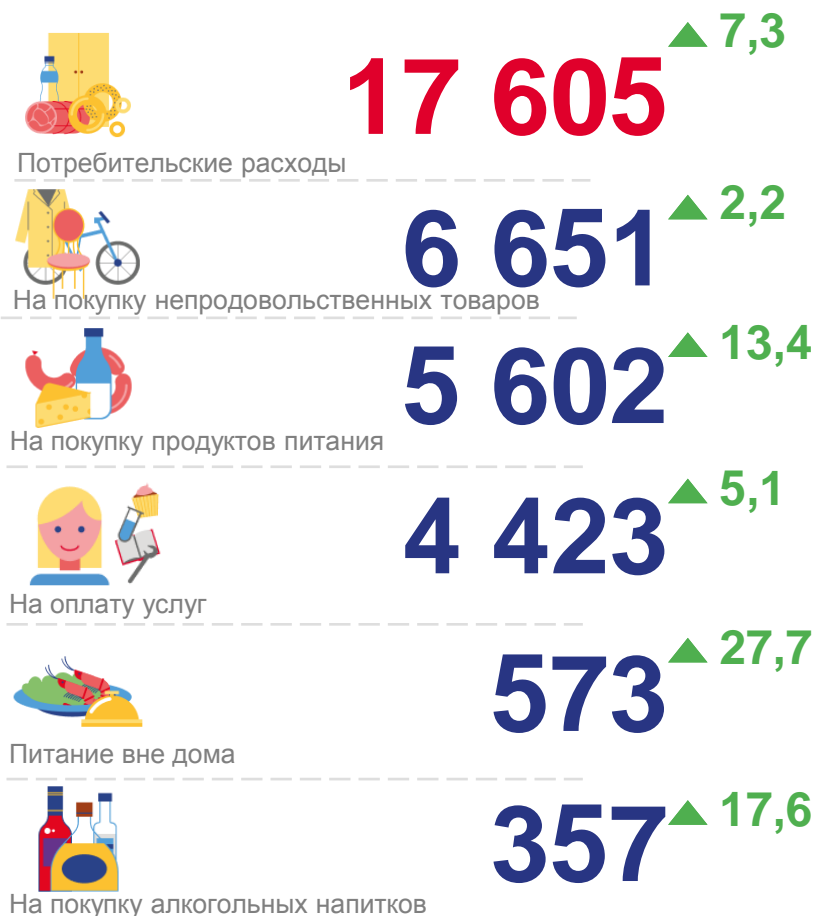 ▲ 7,3
17 605
Потребительские расходы
▲ 2,2
6 651
На покупку непродовольственных товаров
▲ 13,4
5 602
На покупку продуктов питания
▲ 5,1
4 423
На оплату услуг
▲ 27,7
573
Питание вне дома
▲ 17,6
357
На покупку алкогольных напитков